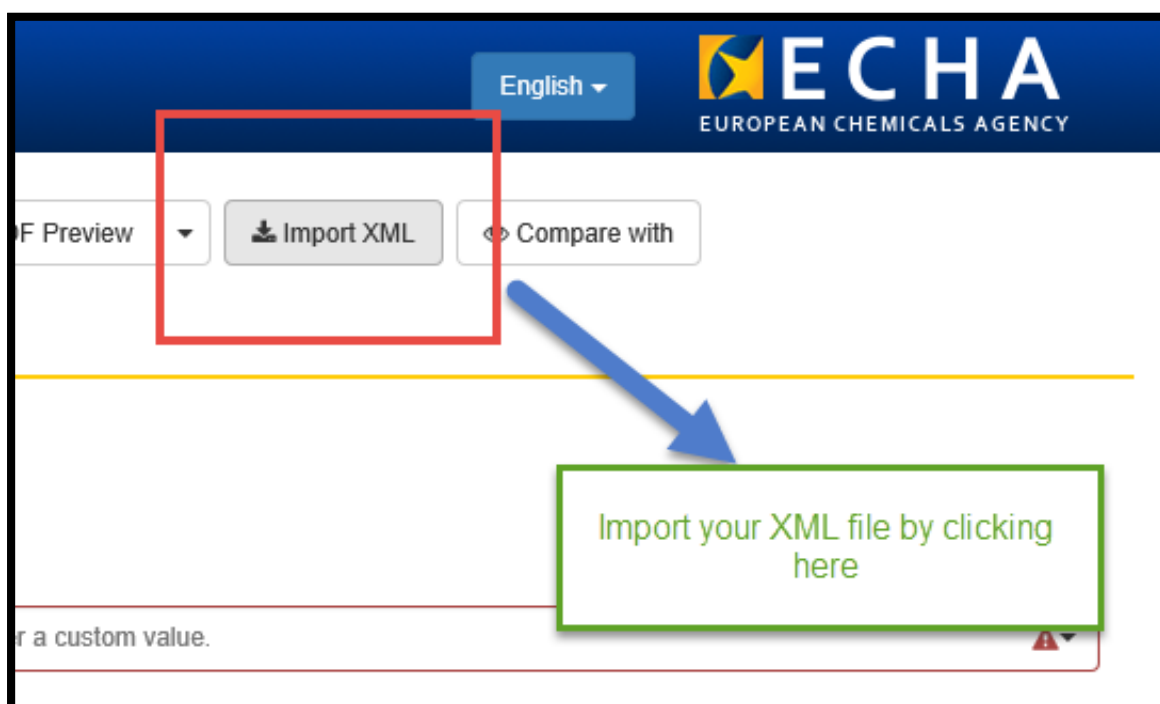 English
ECHA
EUROPEAN CHEMICALS AGENCY
F Preview
Import XML
Compare with
Import your XML file by clicking
here
r a custom value.